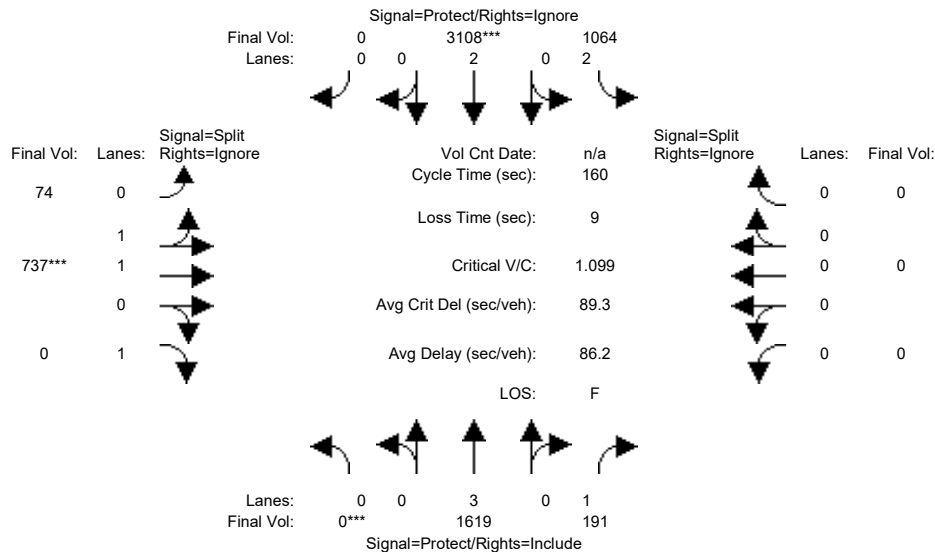 Signal=Protect/Rights=Ignore
Final Vol: 0 3108*** 1064
Lanes: 0 0 2 0 2
Signal=Split
Final Vol: Lanes: Rights=Ignore
Vol Cnt Date: n/a
Signal=Split
Rights=Ignore Lanes: Final Vol:
Cycle Time (sec): 160
74 0
0 0
Loss Time (sec): 9
1
0
737*** 1
Critical V/C: 1.099
0 0
0
Avg Crit Del (sec/veh): 89.3
0
0 1
Avg Delay (sec/veh): 86.2
0 0
LOS: F
Lanes: 0 0 3 0 1
Final Vol: 0*** 1619 191
Signal=Protect/Rights=Include